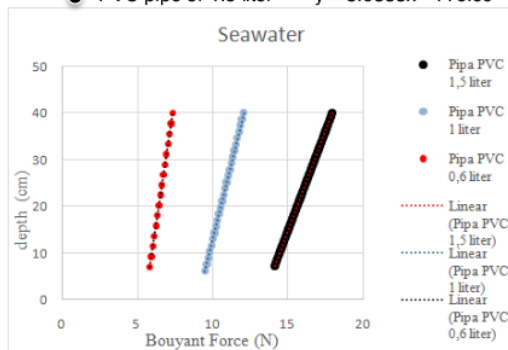 Seawater
50
40
30
20
10
0
depth (cm)
0 5 10 15 20
Bouyant Force (N)
Pipa PVC
1,5 liter
Pipa PVC
1 liter
Pipa PVC
0,6 liter
Linear
(Pipa PVC
1,5 liter)
Linear
(Pipa PVC
1 liter)
Linear
(Pipa PVC
0,6 liter)